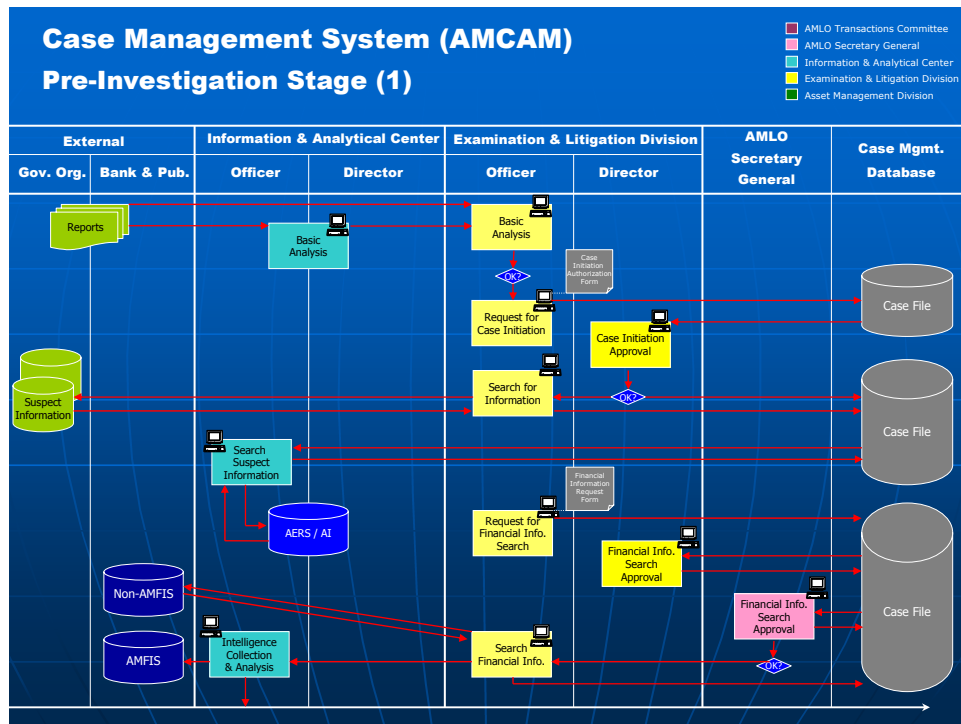 Case Management System (AMCAM)
Pre-Investigation Stage (1)
AMLO Transactions Committee
AMLO Secretary General
Information & Analytical Center
Examination & Litigation Division
Asset Management Division
External
Information & Analytical Center
Examination & Litigation Division
AMLO
Secretary
General
Case Mgmt.
Database
Gov. Org.
Bank & Pub.
Officer
Director
Officer
Director
Reports
Basic
Analysis
Basic
Analysis
OK?
Case
Initiation
Authorization
Form
Request for
Case Initiation
Case File
Case Initiation
Approval
Suspect
Information
Search for
Information
OK?
Case File
Search
Suspect
Information
Financial
Information
Request
Form
AERS / AI
Request for
Financial Info.
Search
Financial Info.
Search
Approval
Non-AMFIS
Financial Info.
Search
Approval
Case File
AMFIS
Intelligence
Collection
& Analysis
Search
Financial Info.
OK?